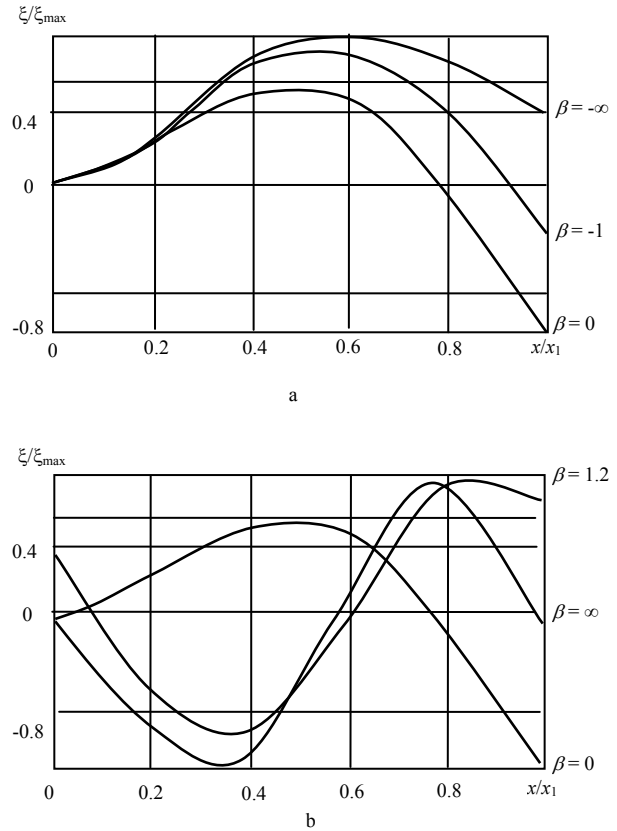 ξ/ξmax
0.4
β = -∞
0
β = -1
-0.8
β = 0
0 0.2 0.4 0.6 0.8 x/x1
a
ξ/ξmax
β = 1.2
0.4
0
β = ∞
-0.8
β = 0
0 0.2 0.4 0.6 0.8 x/x1
b